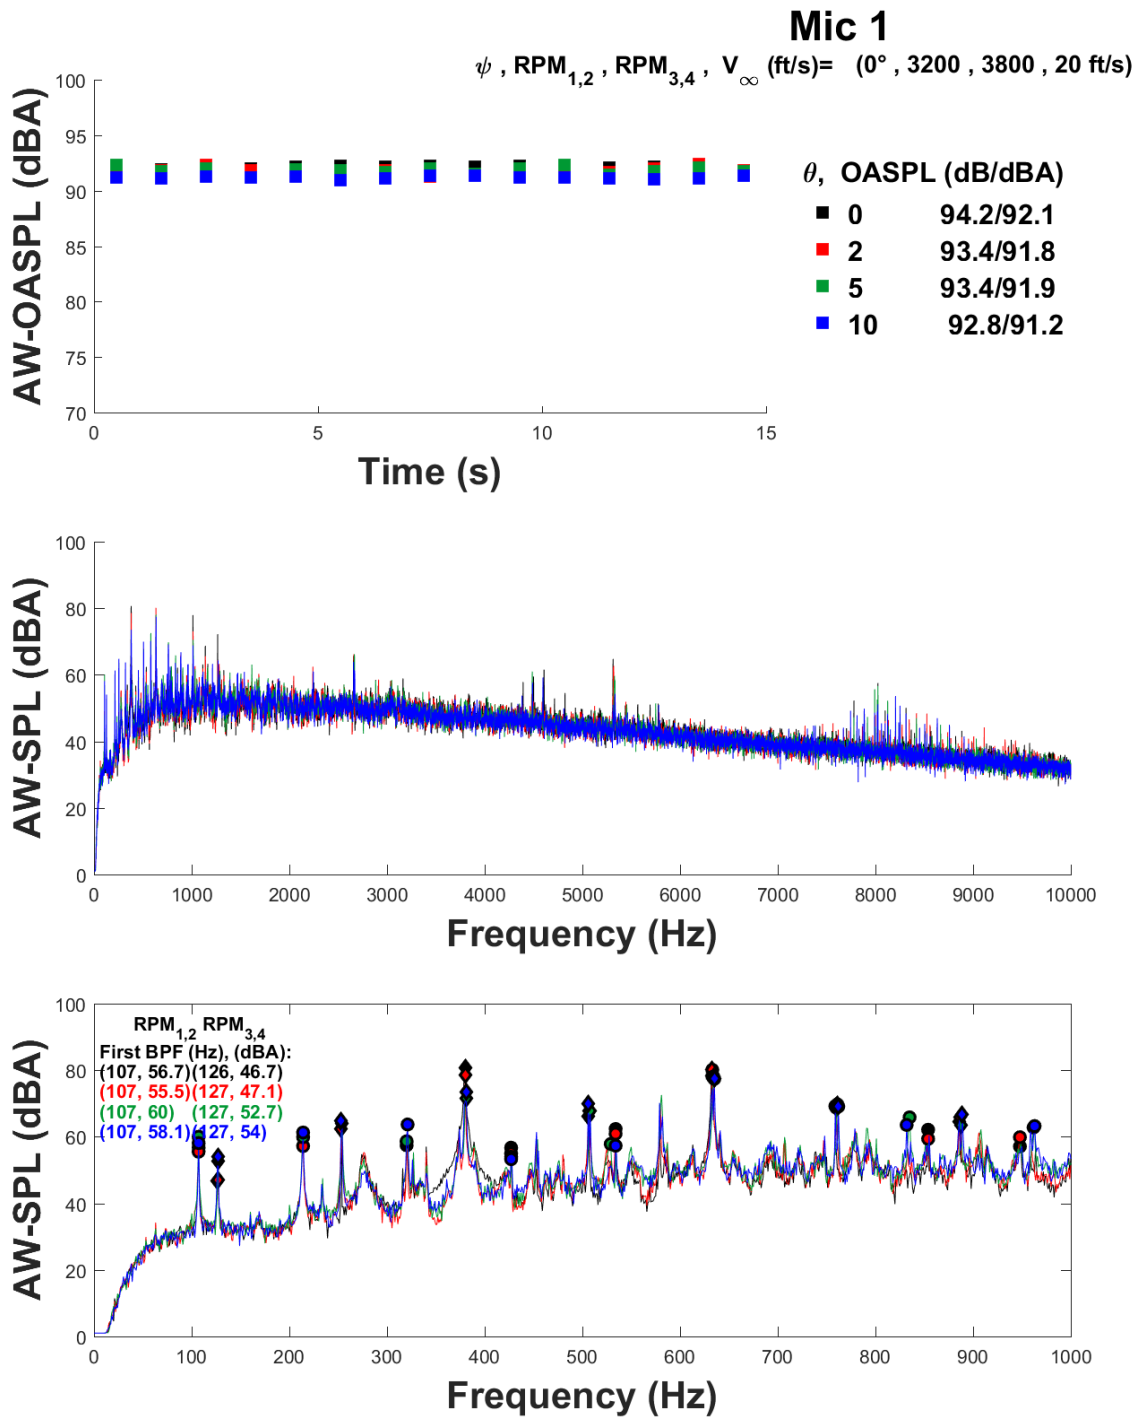 Mic 1
ψ , RPM1,2 , RPM3,4 , V∞ (ft/s)= (0° , 3200 , 3800 , 20 ft/s)
100
95
90
85
80
75
70
AW-OASPL (dBA)
0 5 10 15
Time (s)
θ, OASPL (dB/dBA)
0 94.2/92.1
2 93.4/91.8
5 93.4/91.9
10 92.8/91.2
100
80
60
40
20
0
AW-SPL (dBA)
0 1000 2000 3000 4000 5000 6000 7000 8000 9000 10000
Frequency (Hz)
100
80
60
40
20
0
AW-SPL (dBA)
RPM1,2 RPM3,4
First BPF (Hz), (dBA):
(107, 56.7)(126, 46.7)
(107, 55.5)(127, 47.1)
(107, 60) (127, 52.7)
(107, 58.1)(127, 54)
0 100 200 300 400 500 600 700 800 900 1000
Frequency (Hz)